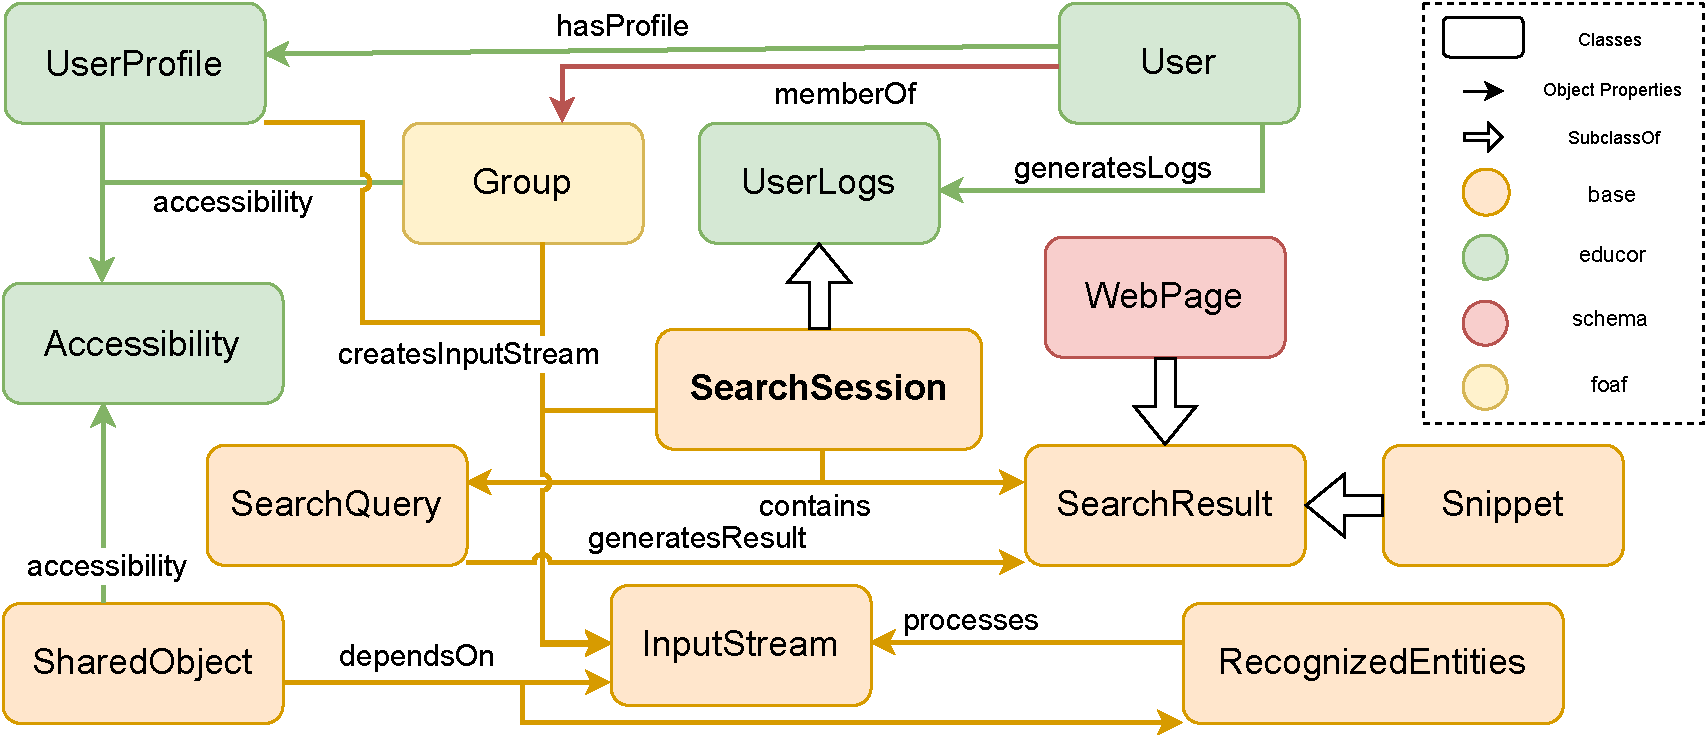 hasProfile
UserProfile
User
memberOf
Group
UserLogs
generatesLogs
accessibility
WebPage
Accessibility
createsInputStream
SearchSession
SearchQuery
contains
SearchResult
Snippet
generatesResult
accessibility
SharedObject
dependsOn
InputStream
processes
RecognizedEntities
Classes
Object Properties
SubclassOf
base
educor
schema
foaf